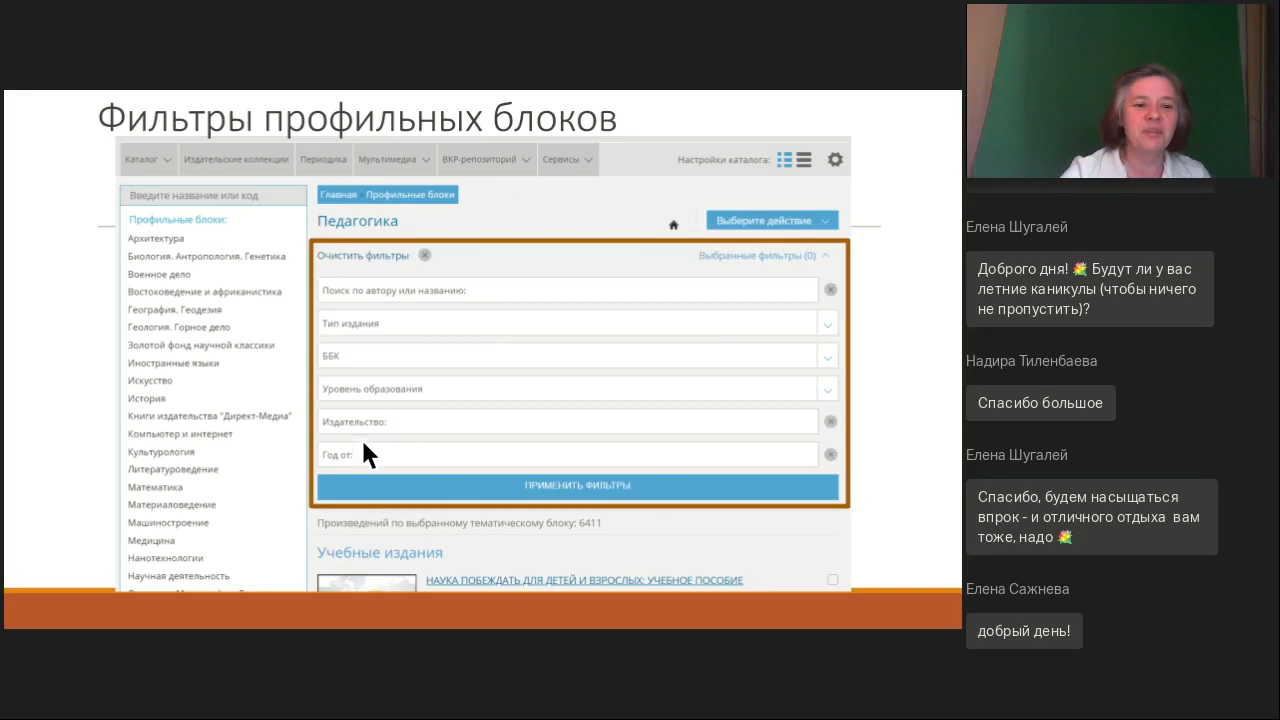 Фильтры профильных блоков
Каталог
Издательские коллекции
Периодика
Мультимедиа
ВКР-репозиторий
Сервисы
Настройки каталога:
Введите название или код
Профильные блоки:
Архитектура
Биология. Антропология. Генетика
Военное дело
Востоковедение и африканистика
География. Геодезия
Геология. Горное дело
Золотой фонд научной классики
Иностранные языки
Искусство
История
Книги издательства "Директ-Медиа"
Компьютер и интернет
Культурология
Литературоведение
Математика
Материаловедение
Машиностроение
Медицина
Нанотехнологии
Научная деятельность
Главная Профильные блоки
Педагогика
Выберите действие
Очистить фильтры
Выбранные фильтры (0)
Поиск по автору или названию:
Тип издания
ББК
Уровень образования
Издательство:
Год от:
ПРИМЕНИТЬ ФИЛЬТРЫ
Произведений по выбранному тематическому блоку: 6411
Учебные издания
НАУКА ПОБЕЖДАТЬ ДЛЯ ДЕТЕЙ И ВЗРОСЛЫХ: УЧЕБНОЕ ПОСОБИЕ
Елена Шугалей
Доброго дня! 💐 Будут ли у вас
летние каникулы (чтобы ничего
не пропустить)?
Надира Тиленбаева
Спасибо большое
Елена Шугалей
Спасибо, будем насыщаться
впрок - и отличного отдыха вам
тоже, надо 💐
Елена Сажнева
добрый день!